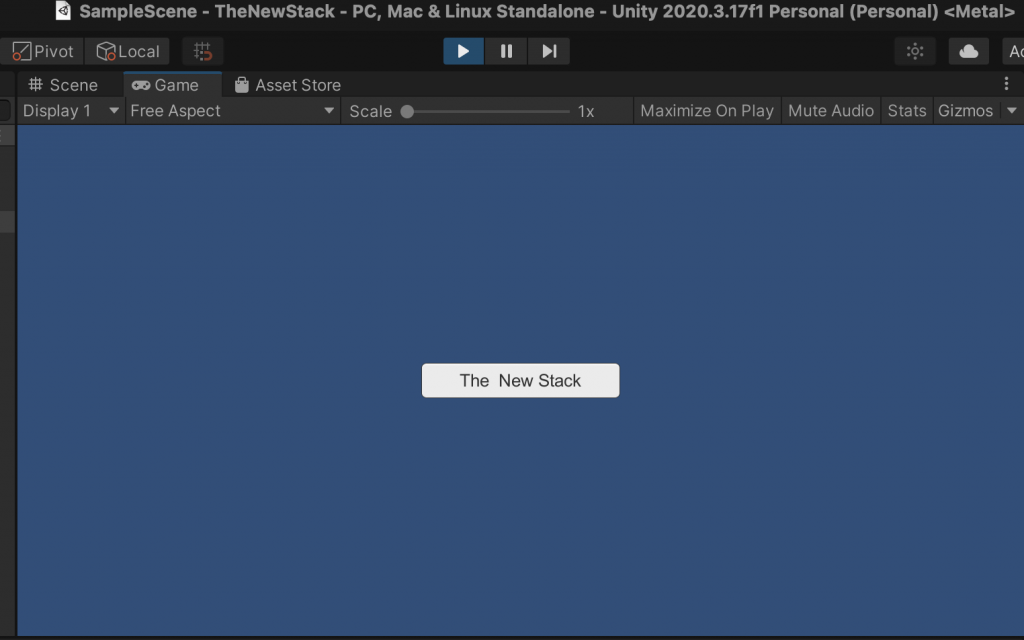 SampleScene - TheNewStack - PC, Mac & Linux Standalone - Unity 2020.3.17f1 Personal (Personal) <Metal>
Pivot Local
Scene Game Asset Store
Display 1 Free Aspect Scale 1x Maximize On Play Mute Audio Stats Gizmos
The  New Stack